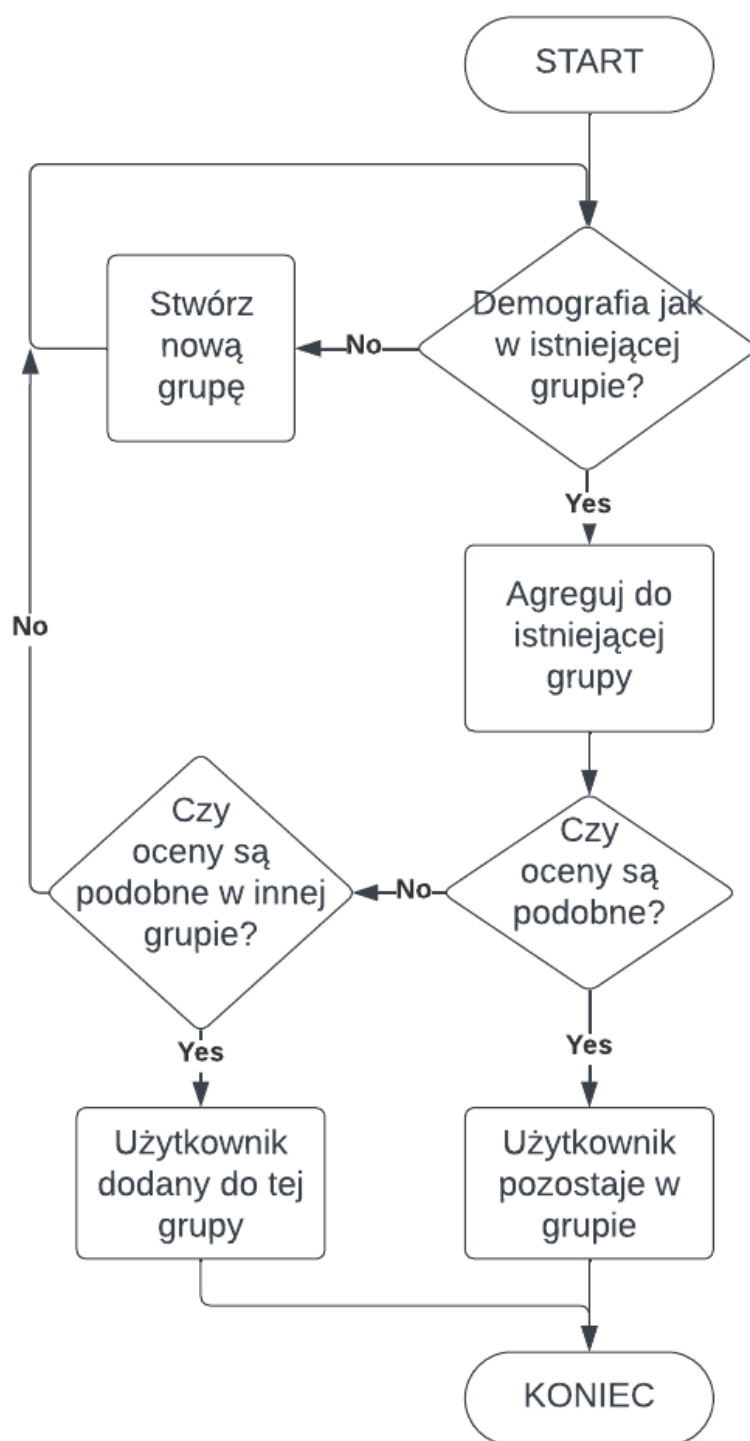 START
Demografia jak
w istniejącej
grupie?
No
Stwórz
nową
grupę
Yes
Agreguj do
istniejącej
grupy
Czy
oceny są
podobne?
No
Czy
oceny są
podobne w innej
grupie?
No
Yes
Użytkownik
dodany do tej
grupy
Yes
Użytkownik
pozostaje w
grupie
KONIEC